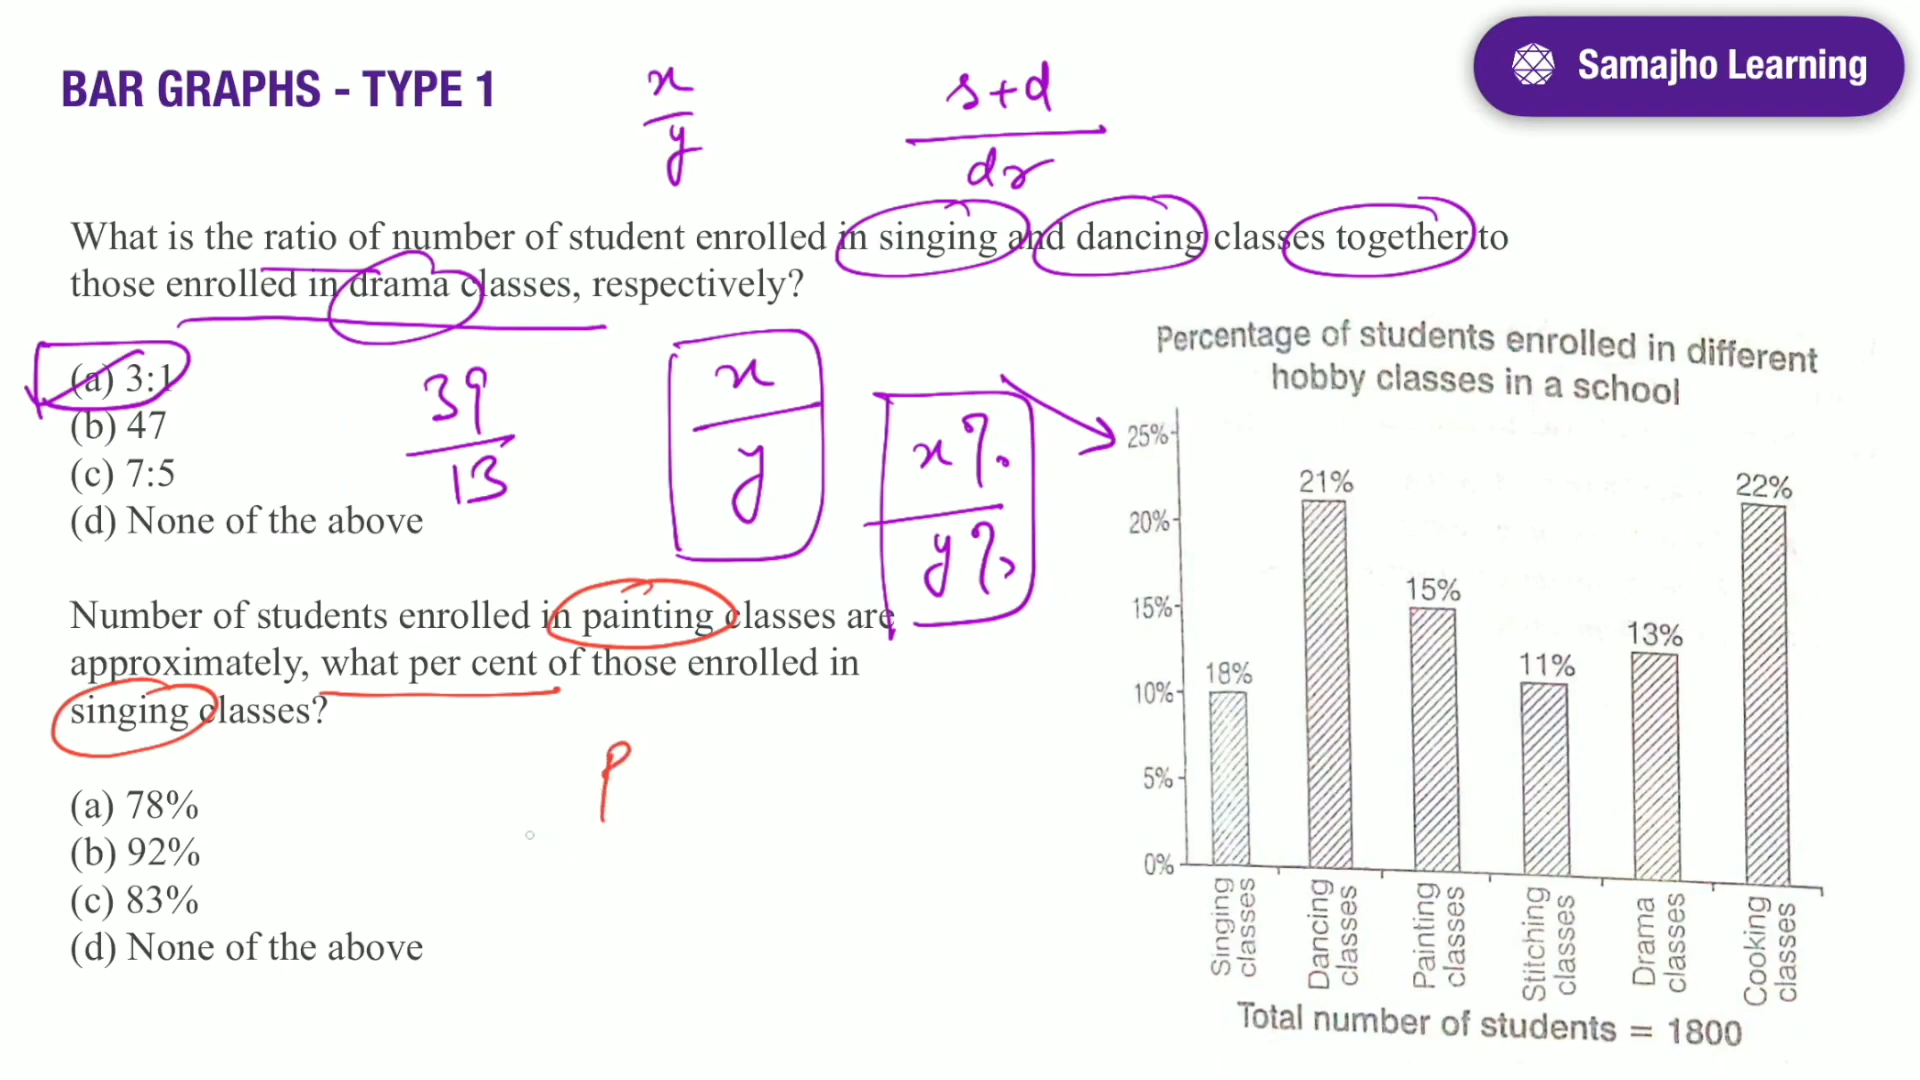 Samajho Learning
BAR GRAPHS - TYPE 1
x
y
s+d
dr
What is the ratio of number of student enrolled in singing and dancing classes together to
those enrolled in drama classes, respectively?
(a) 3:1
(b) 47
(c) 7:5
(d) None of the above
39
13
x
y
x%
y%
Number of students enrolled in painting classes are
approximately, what per cent of those enrolled in
singing classes?
P
(a) 78%
(b) 92%
(c) 83%
(d) None of the above
Percentage of students enrolled in different
hobby classes in a school
25%
20%
15%
10%
5%
0%
18%
21%
15%
11%
13%
22%
Singing
classes
Dancing
classes
Painting
classes
Stitching
classes
Drama
classes
Cooking
classes
Total number of students = 1800